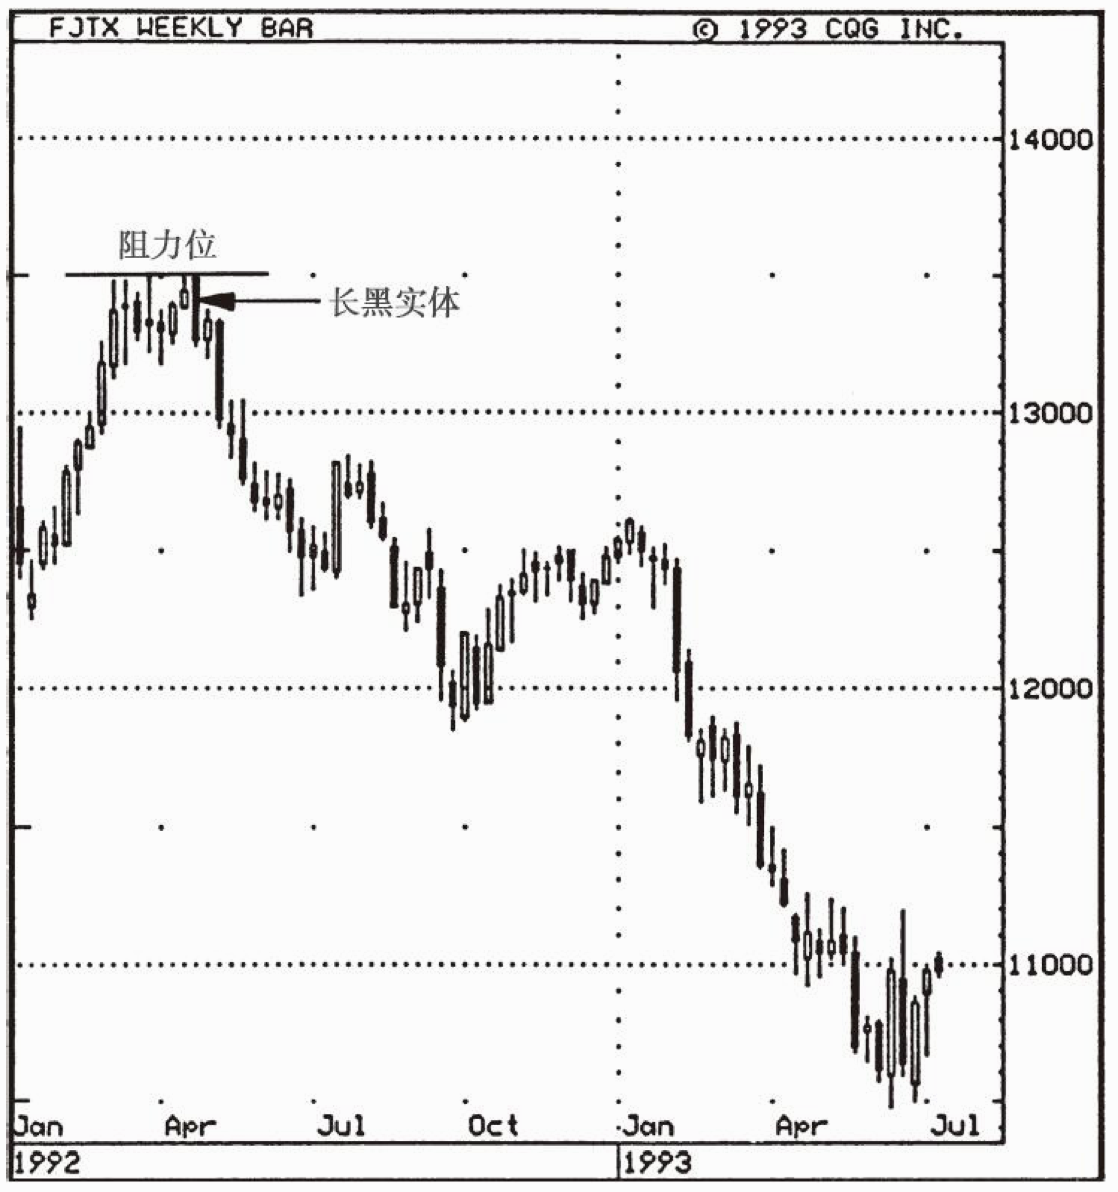 FJTX WEEKLY BAR © 1993 CQG INC.
14000
阻力位
长黑实体
13000
12000
11000
Jan Apr Jul Oct Jan Apr Jul
1992 1993